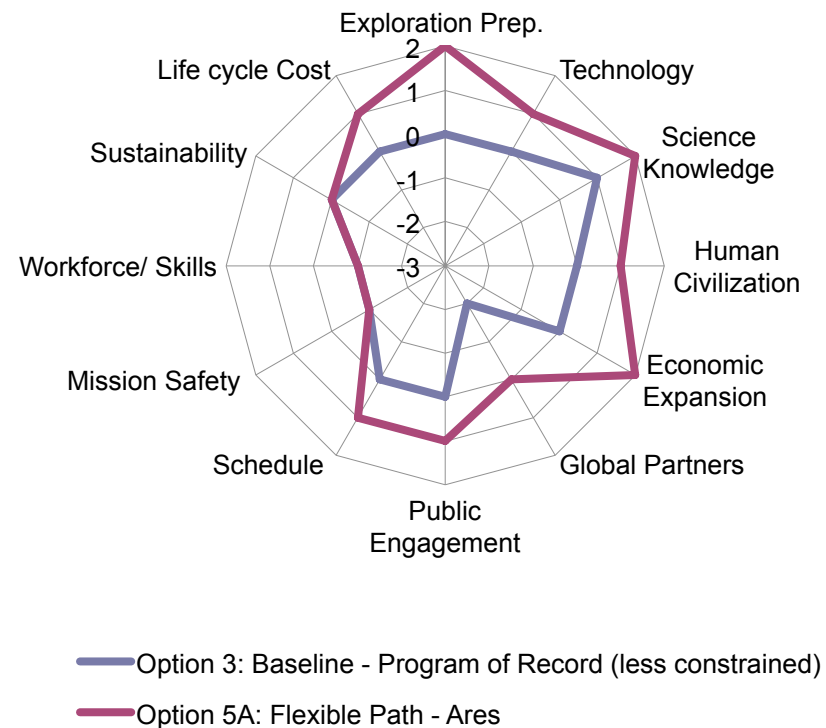 Exploration Prep.
2
Life cycle Cost
Technology
1
Science
Knowledge
0
Sustainability
-1
-2
Workforce/ Skills
-3
Human
Civilization
Mission Safety
Economic
Expansion
Schedule
Global Partners
Public
Engagement
Option 3: Baseline - Program of Record (less constrained)
Option 5A: Flexible Path - Ares